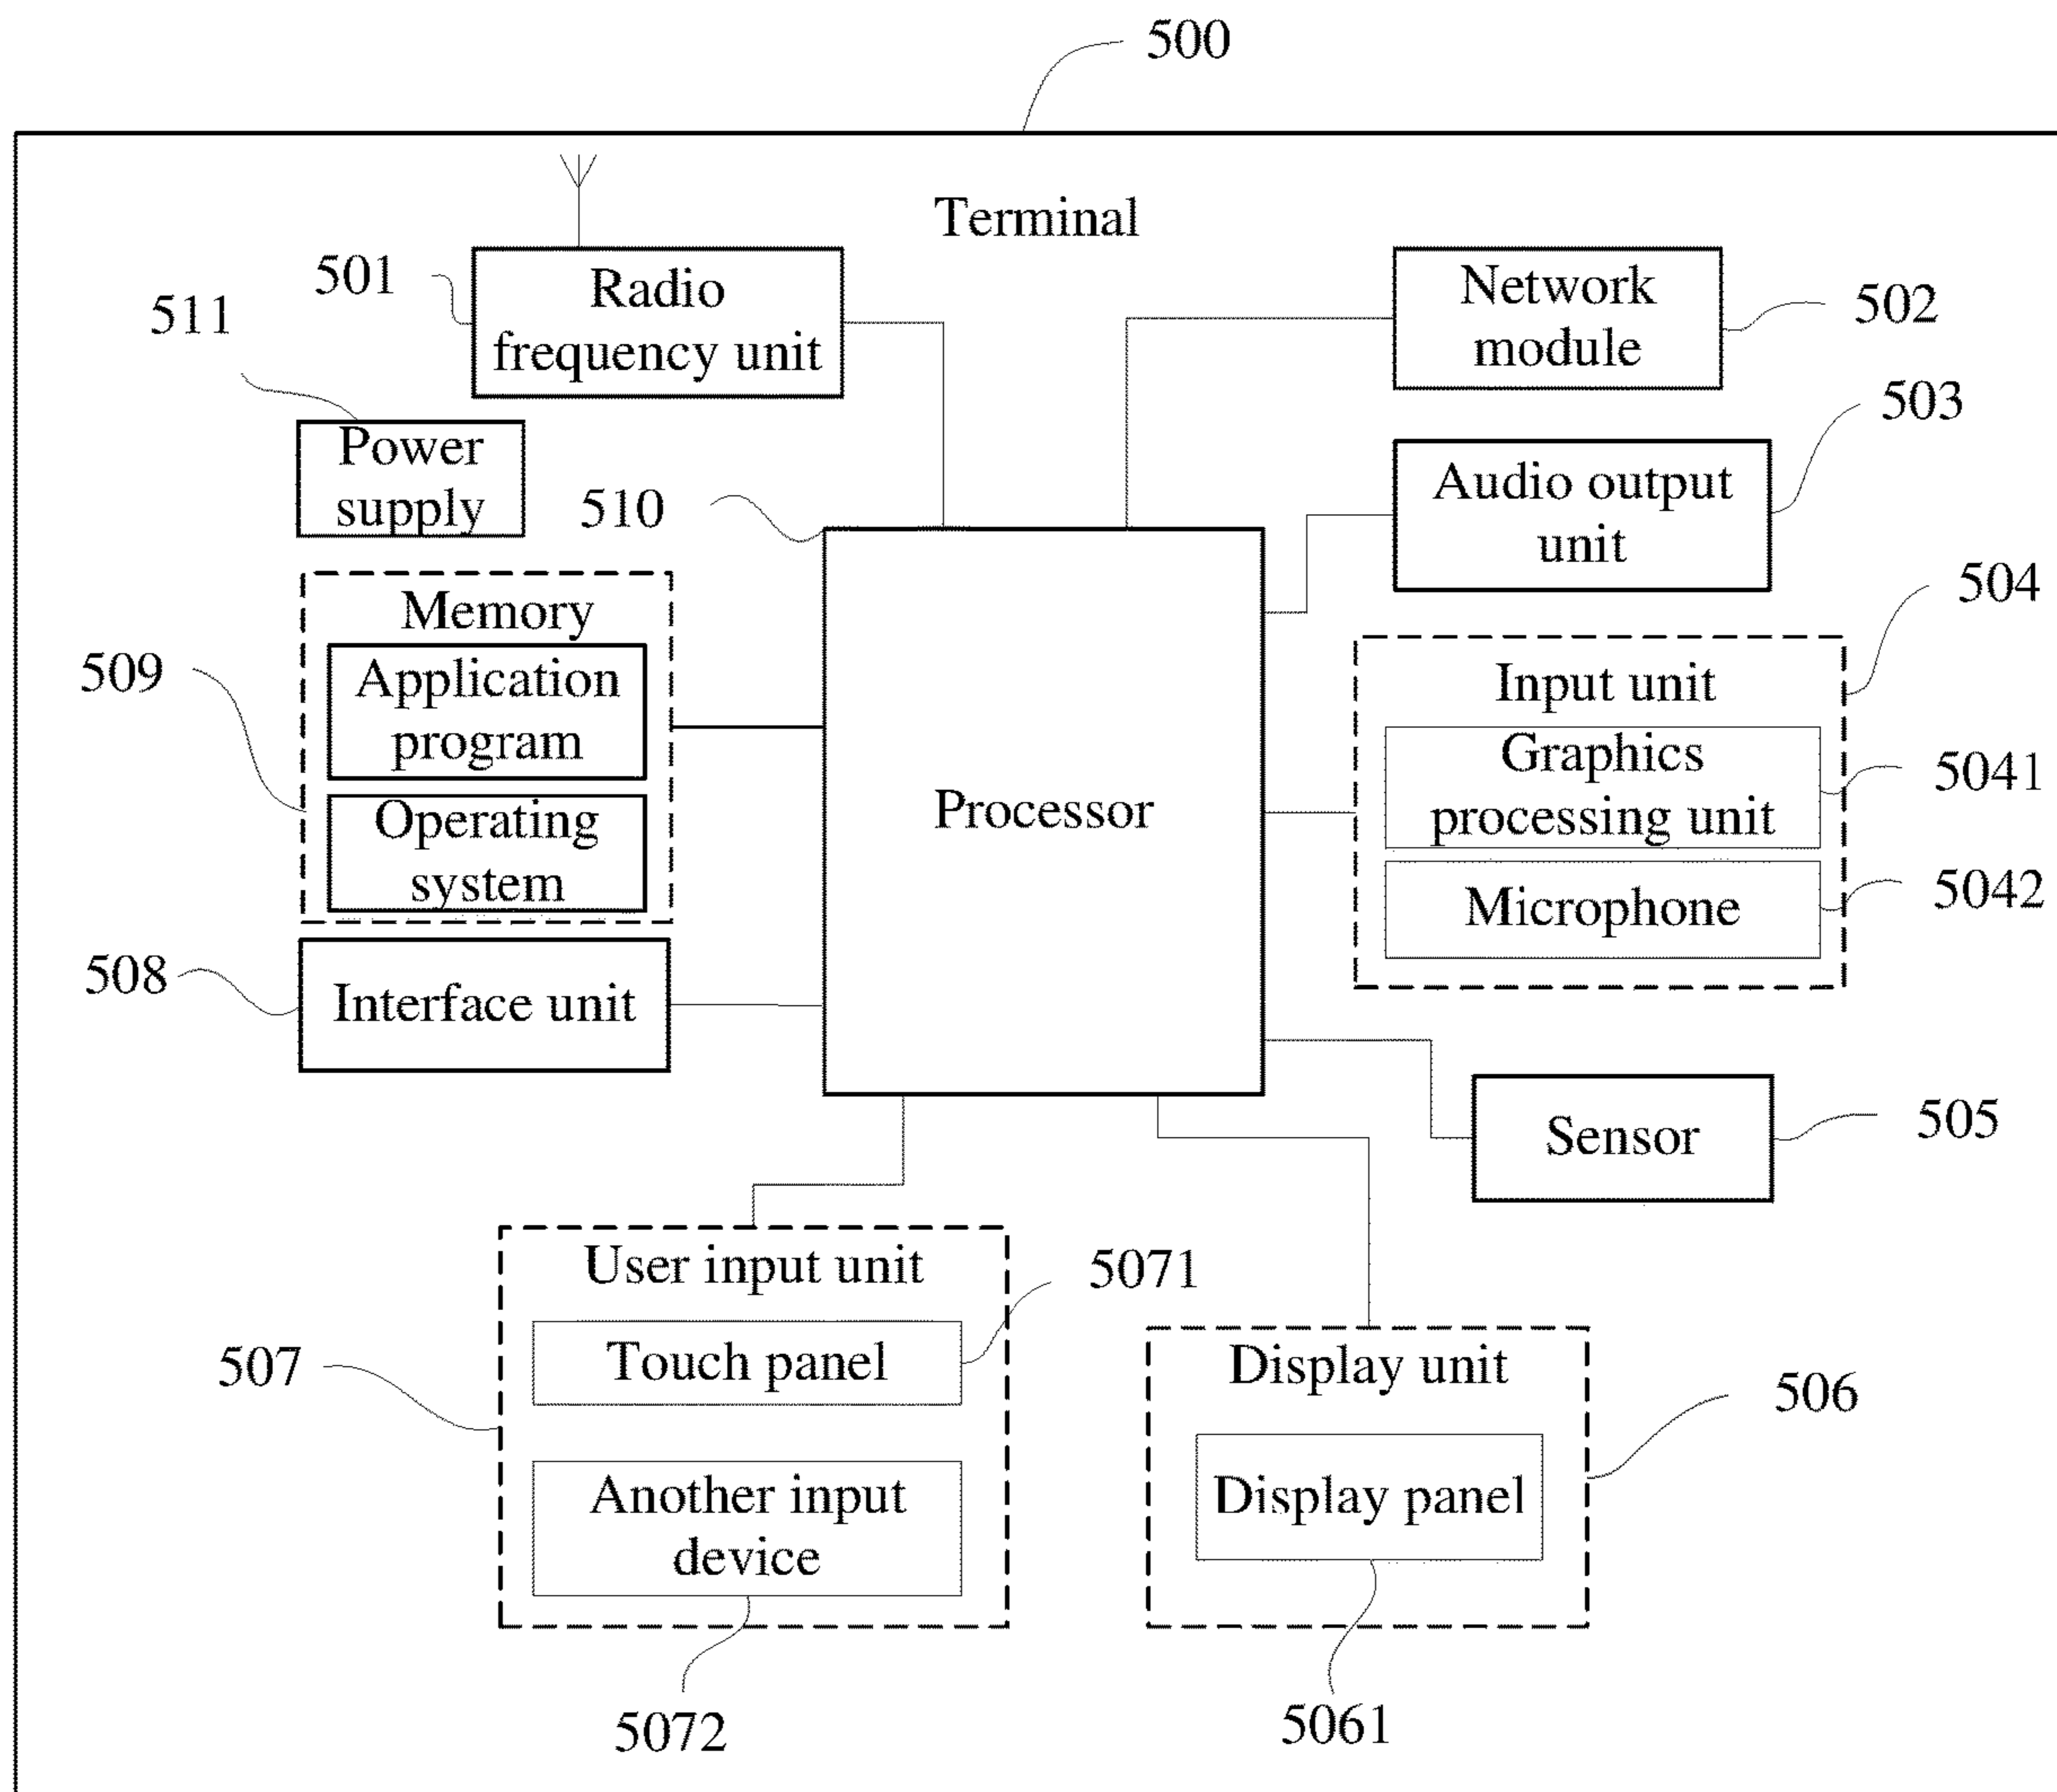 500
Terminal
501
Radio
frequency unit
Network
module
502
511
Power
supply
503
Audio output
unit
510
Processor
504
Input unit
Graphics
processing unit
5041
Microphone
5042
509
Memory
Application
program
Operating
system
508
Interface unit
Sensor
505
User input unit
5071
Touch panel
507
Another input
device
5072
Display unit
506
Display panel
5061